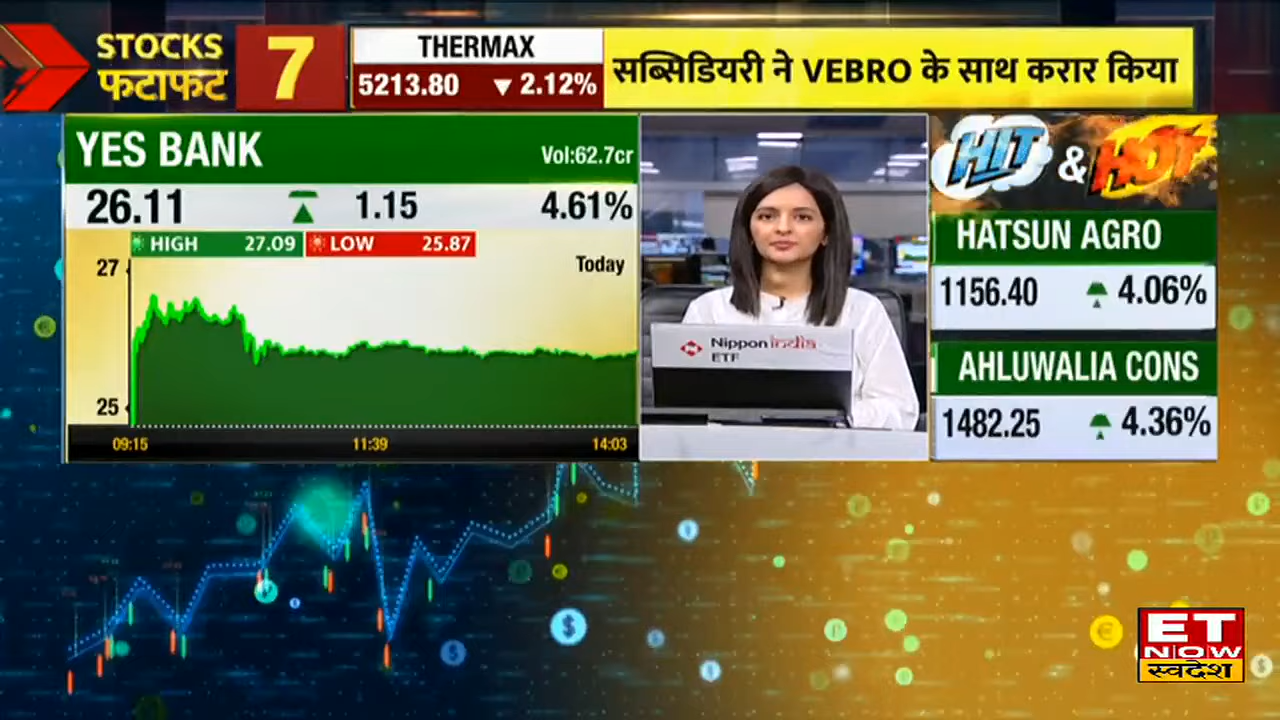 STOCKS
फटाफट
7
THERMAX
5213.80 ▼ 2.12%
सब्सिडियरी ने VEBRO के साथ करार किया
YES BANK
Vol:62.7cr
26.11 ▲ 1.15 4.61%
HIGH 27.09 LOW 25.87
Today
27
25
09:15 11:39 14:03
Nippon india
ETF
HIT & HOT
HATSUN AGRO
1156.40 ▲ 4.06%
AHLUWALIA CONS
1482.25 ▲ 4.36%
ET
NOW
स्वदेश